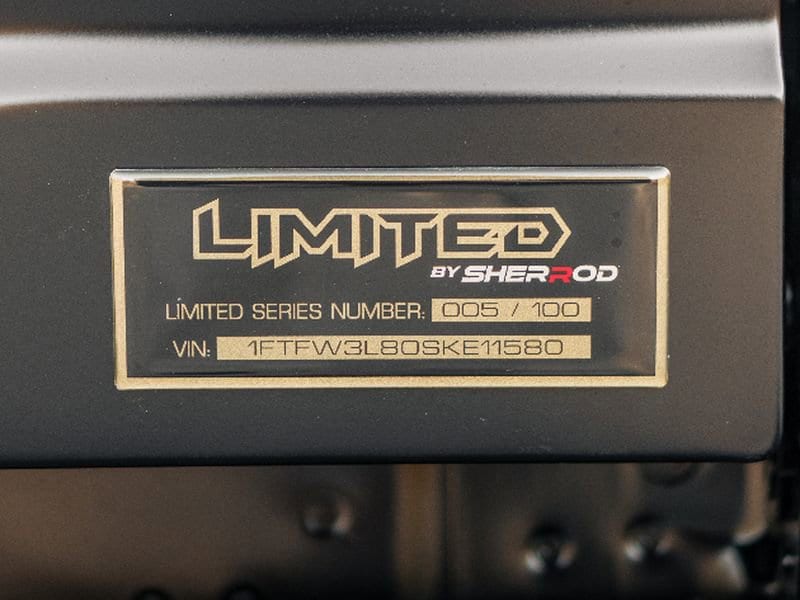 LIMITED
BY SHERROD
LIMITED SERIES NUMBER: 005 / 100
VIN: 1FTFW3L80SKE11580